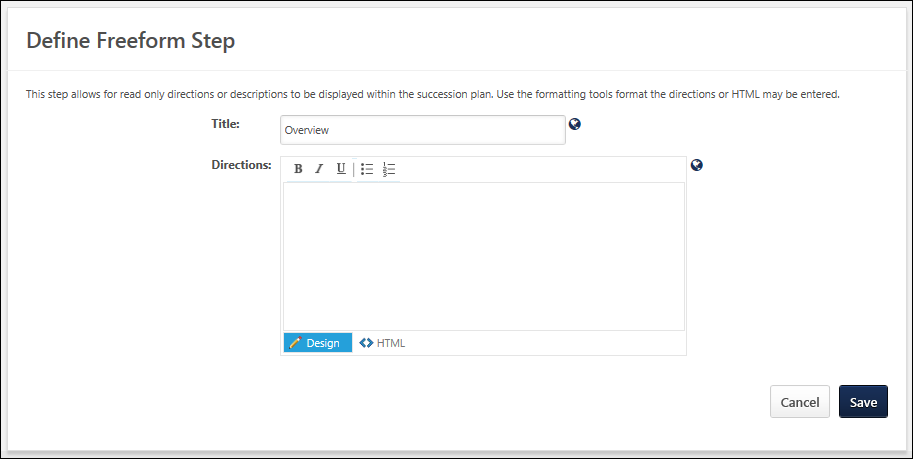 Define Freeform Step
This step allows for read only directions or descriptions to be displayed within the succession plan. Use the formatting tools format the directions or HTML may be entered.
Title:
Overview
Directions:
B I U
Design
HTML
Cancel
Save